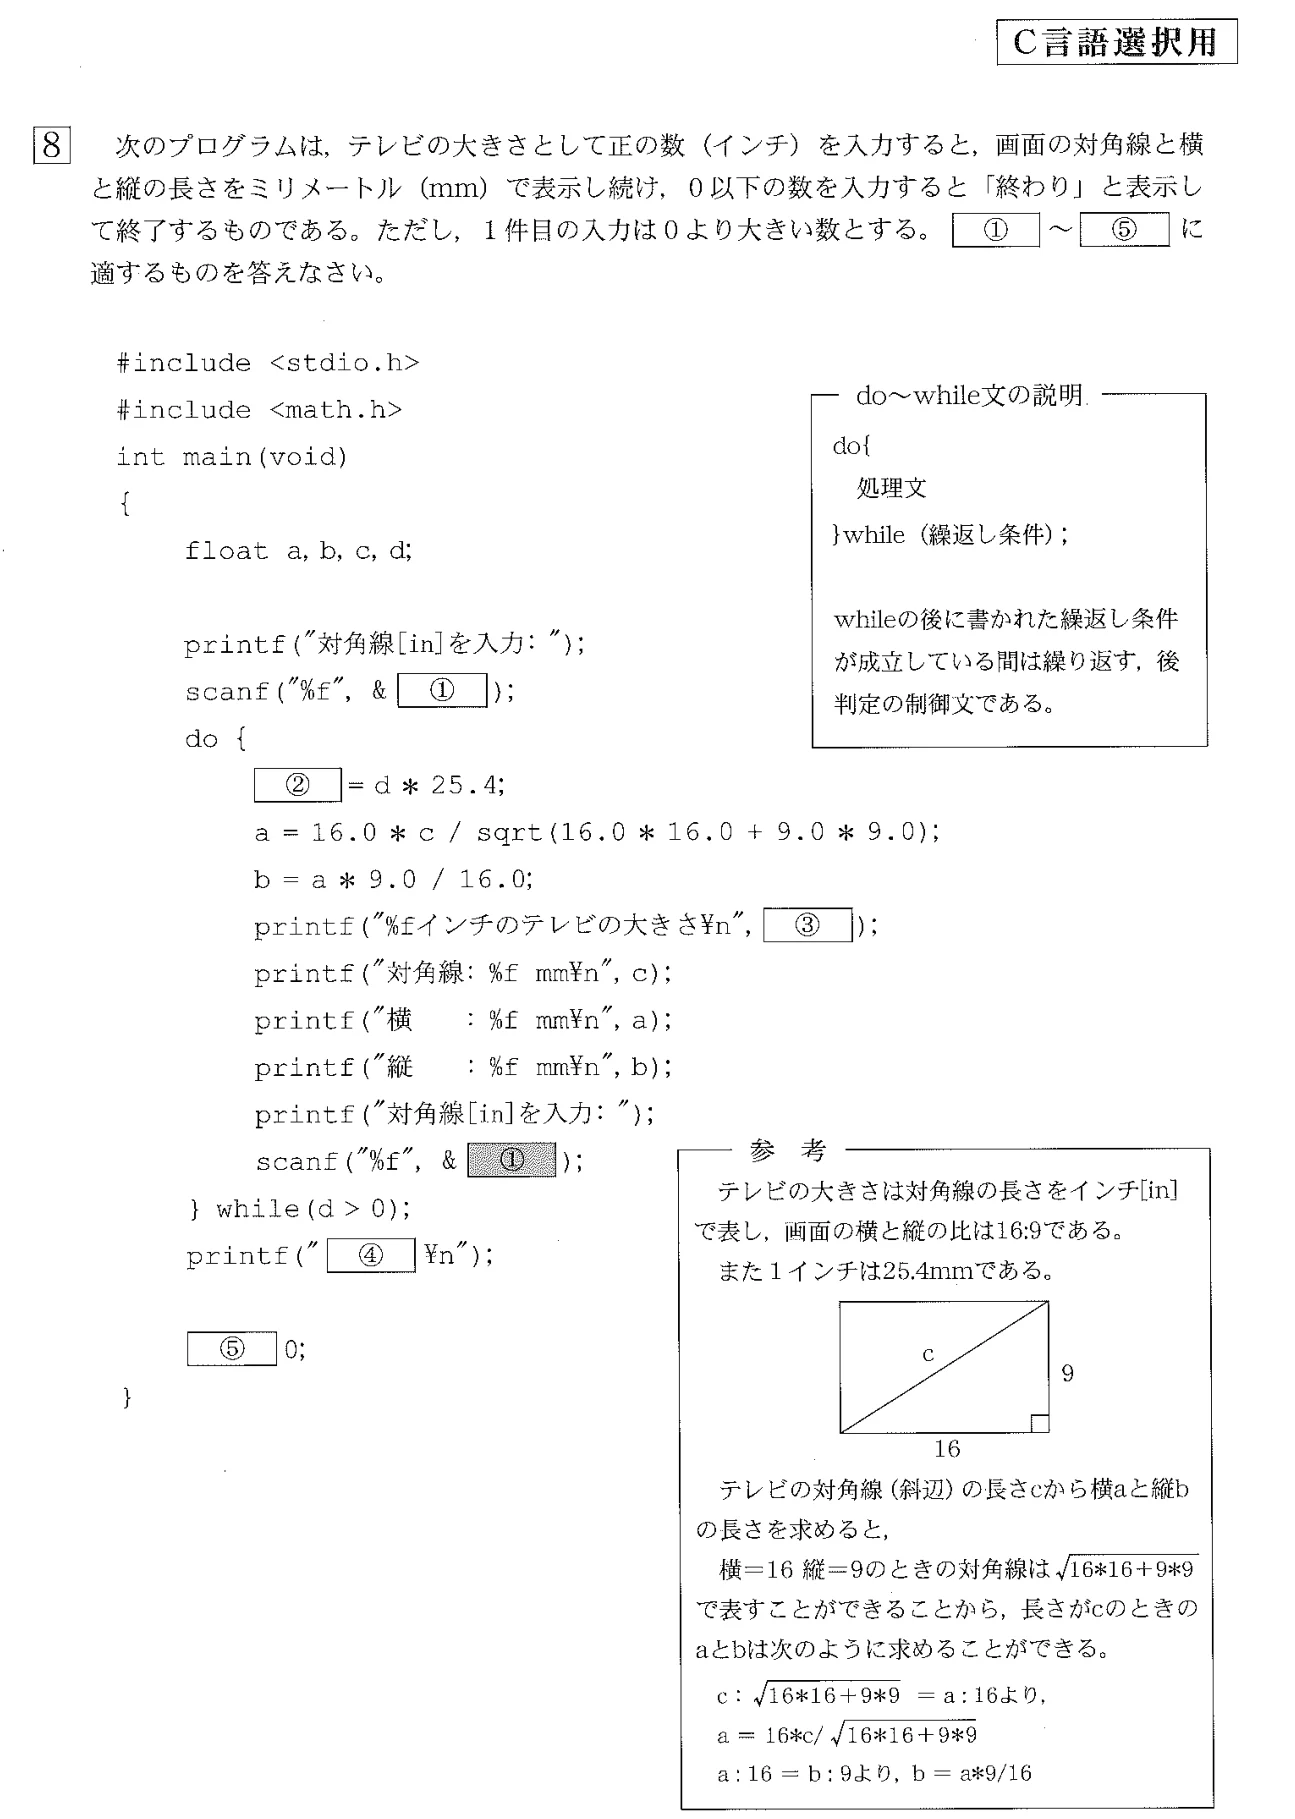 C言語選択用
8 次のプログラムは，テレビの大きさとして正の数（インチ）を入力すると，画面の対角線と横
と縦の長さをミリメートル（mm）で表示し続け，0以下の数を入力すると「終わり」と表示し
て終了するものである。ただし，1件目の入力は0より大きい数とする。 ① ～ ⑤ に
適するものを答えなさい。
#include <stdio.h>
#include <math.h>
int main(void)
{
float a, b, c, d;
printf("対角線[in]を入力：");
scanf("%f", & ① );
do {
② = d * 25.4;
a = 16.0 * c / sqrt(16.0 * 16.0 + 9.0 * 9.0);
b = a * 9.0 / 16.0;
printf("%fインチのテレビの大きさ¥n", ③ );
printf("対角線：%f mm¥n", c);
printf("横　　：%f mm¥n", a);
printf("縦　　：%f mm¥n", b);
printf("対角線[in]を入力：");
scanf("%f", & ① );
} while(d > 0);
printf(" ④ ¥n");
⑤ 0;
}
do～while文の説明
do{
処理文
}while（繰返し条件）;
whileの後に書かれた繰返し条件
が成立している間は繰り返す，後
判定の制御文である。
参 考
テレビの大きさは対角線の長さをインチ[in]
で表し，画面の横と縦の比は16:9である。
また1インチは25.4mmである。
c
9
16
テレビの対角線（斜辺）の長さcから横aと縦b
の長さを求めると，
横＝16 縦＝9のときの対角線は√16*16+9*9
で表すことができることから，長さがcのときの
aとbは次のように求めることができる。
c : √16*16+9*9 = a : 16より，
a = 16*c/ √16*16+9*9
a : 16 = b : 9より，b = a*9/16